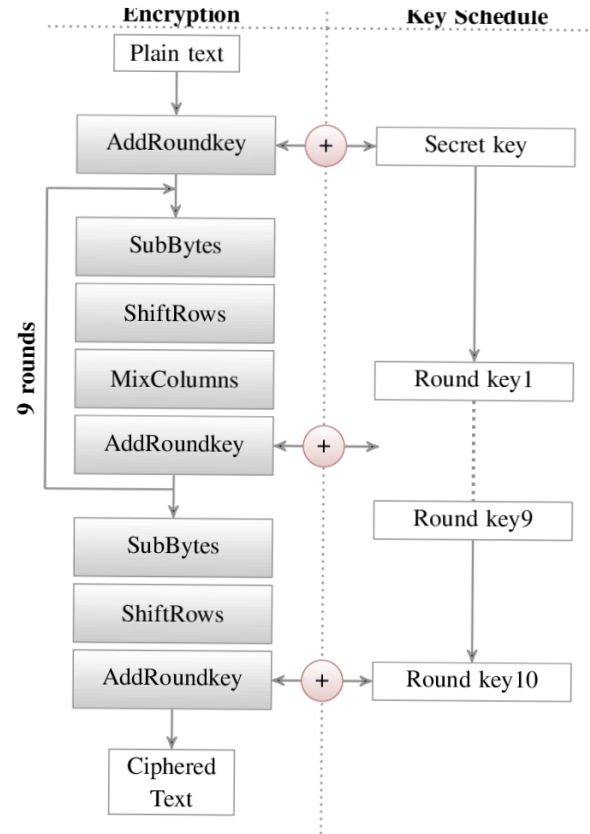 Encryption
Key Schedule
Plain text
AddRoundkey
+
Secret key
SubBytes
ShiftRows
MixColumns
Round key1
AddRoundkey
+
9 rounds
Round key9
SubBytes
ShiftRows
AddRoundkey
+
Round key10
Ciphered
Text